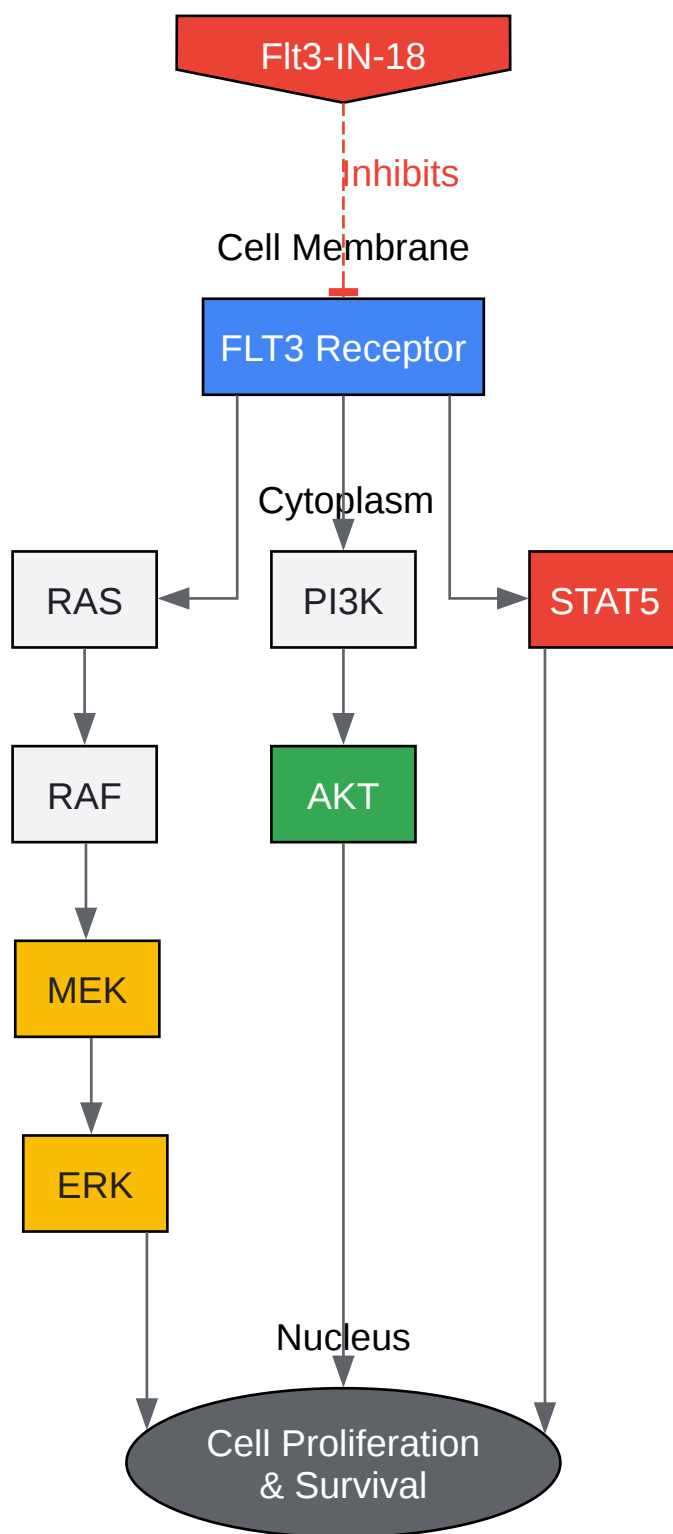 Flt3-IN-18
Inhibits
Cell Membrane
FLT3 Receptor
Cytoplasm
RAS
PI3K
STAT5
RAF
AKT
MEK
ERK
Nucleus
Cell Proliferation
& Survival